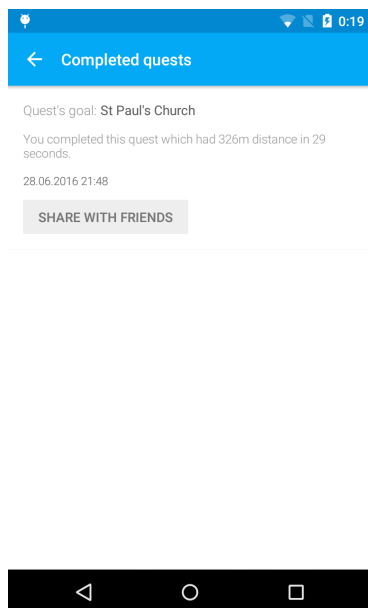 0:19
Completed quests
Quest's goal: St Paul's Church
You completed this quest which had 326m distance in 29
seconds.
28.06.2016 21:48
SHARE WITH FRIENDS